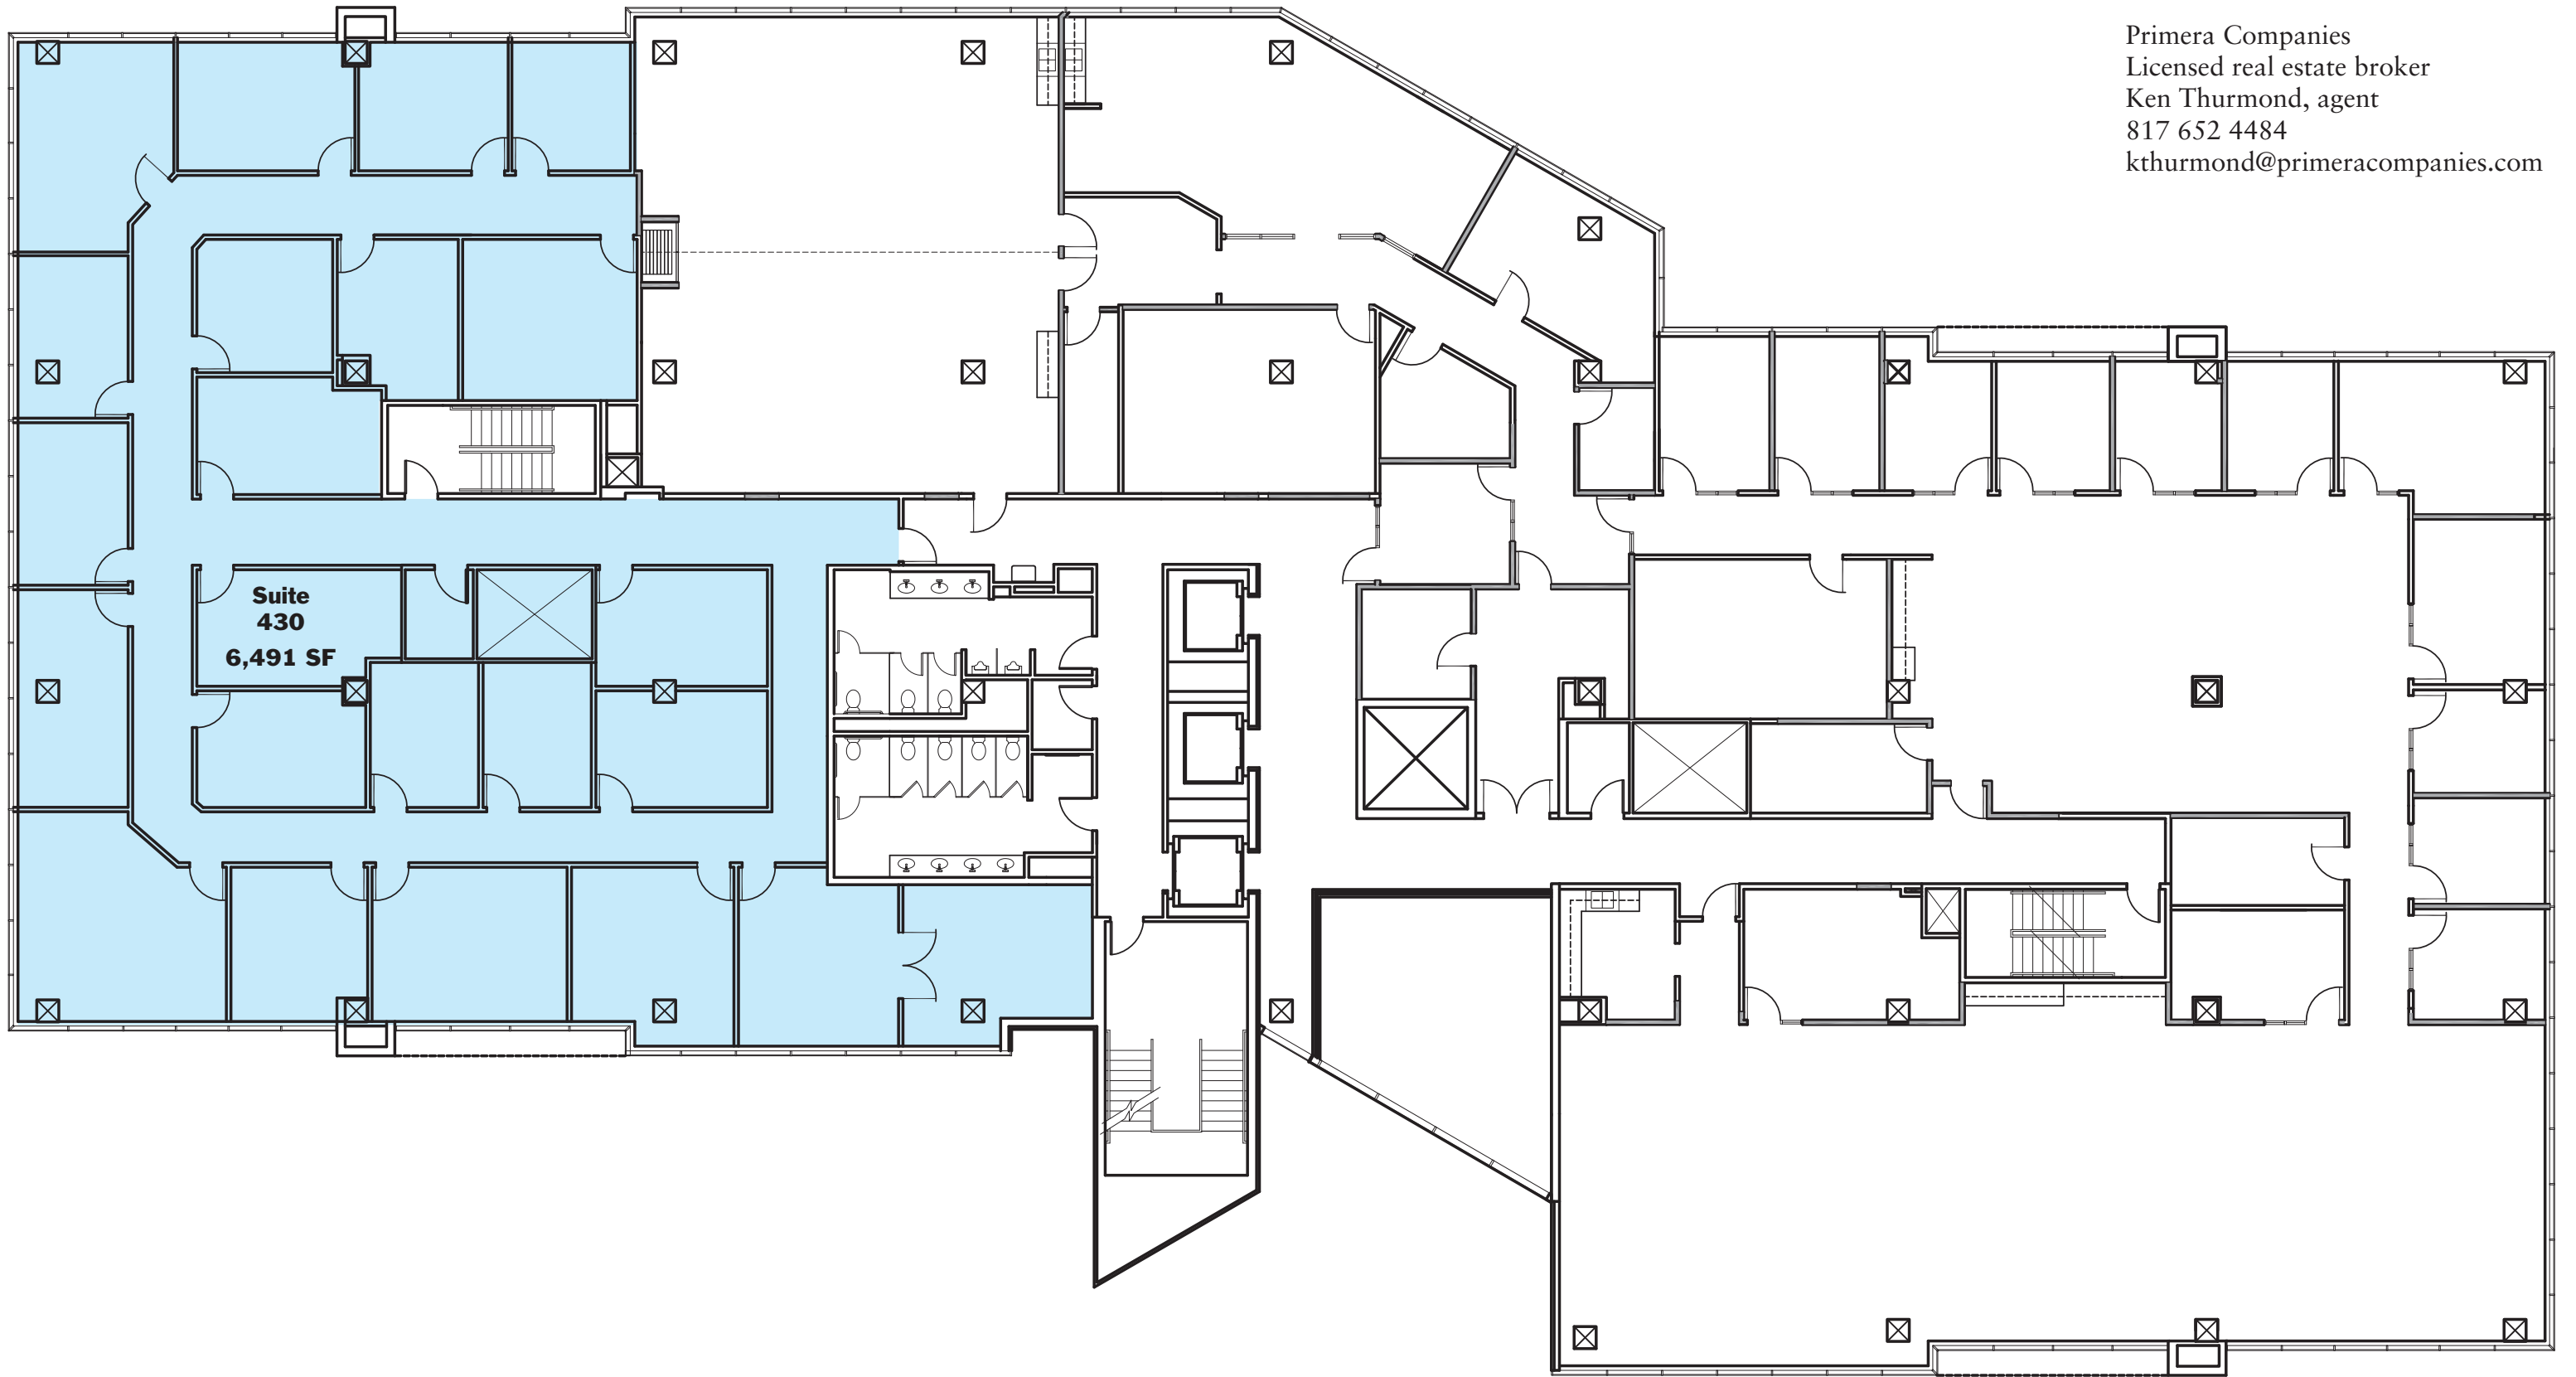 Primera Companies
Licensed real estate broker
Ken Thurmond, agent
817 652 4484
kthurmond@primeracompanies.com
Suite
430
6,491 SF